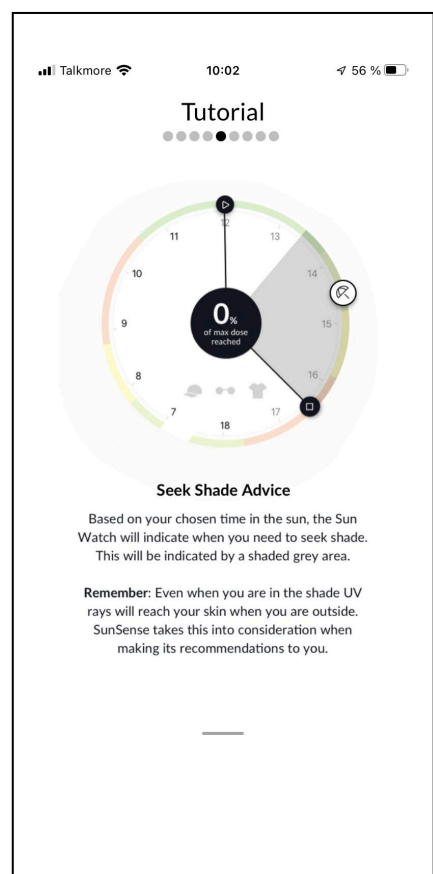 Talkmore 10:02 56 %
Tutorial
12
11 13
10 14
9 15
8 16
7 17
18
0%
of max dose
reached
Seek Shade Advice
Based on your chosen time in the sun, the Sun
Watch will indicate when you need to seek shade.
This will be indicated by a shaded grey area.
Remember: Even when you are in the shade UV
rays will reach your skin when you are outside.
SunSense takes this into consideration when
making its recommendations to you.